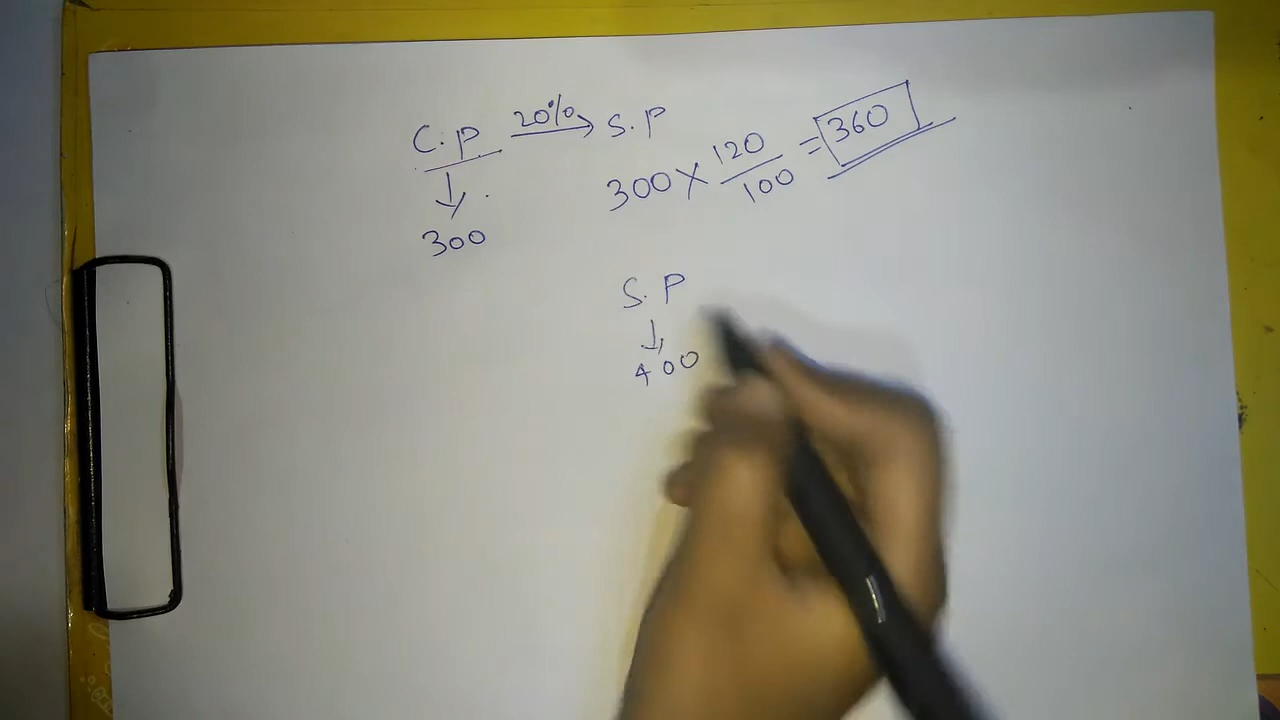 C.P 20% → S.P
↓ 300 × 120/100 = 360
300
S.P
↓
400